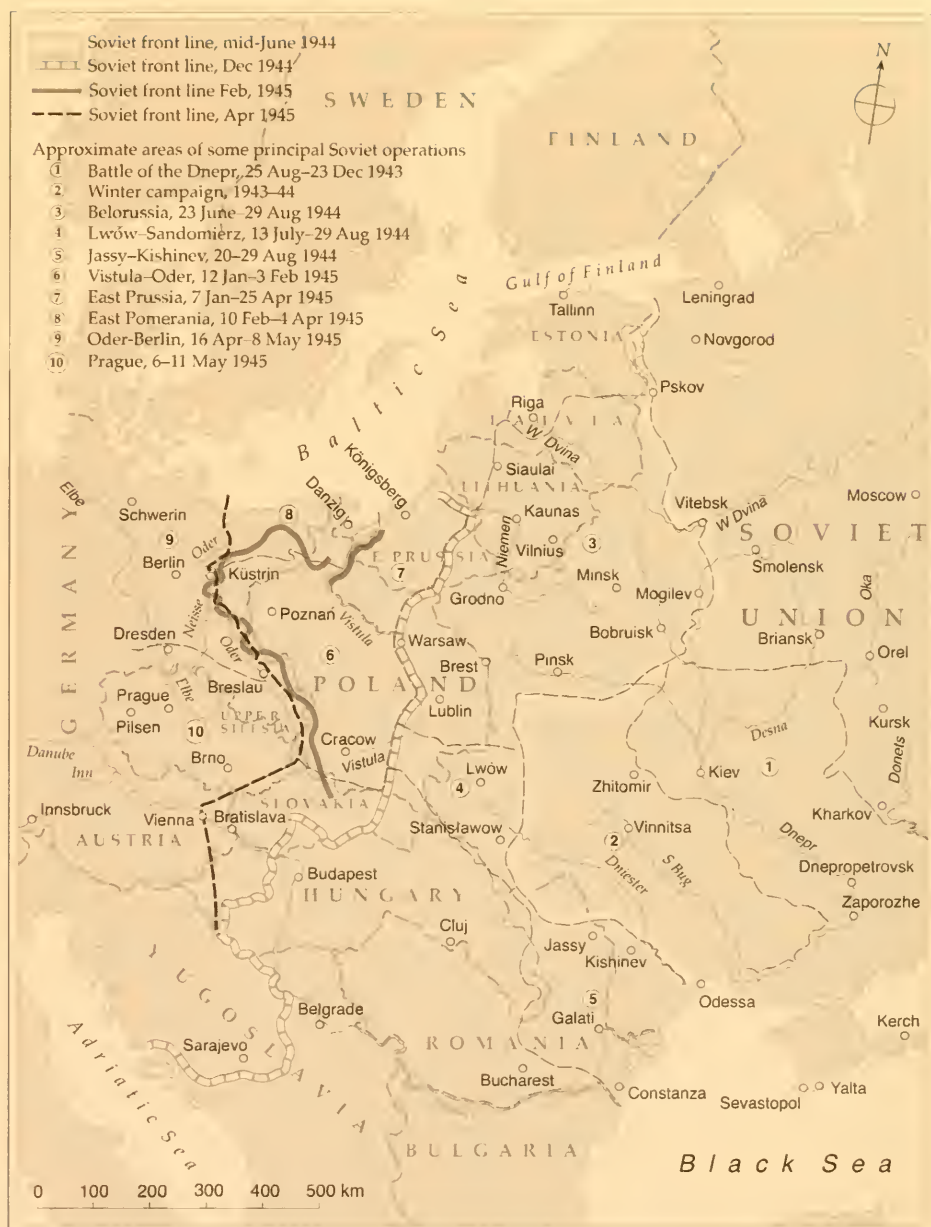 Soviet front line, mid-June 1944
Soviet front line, Dec 1944
Soviet front line Feb, 1945
Soviet front line, Apr 1945
Approximate areas of some principal Soviet operations
1 Battle of the Dnepr, 25 Aug–23 Dec 1943
2 Winter campaign, 1943–44
3 Belorussia, 23 June–29 Aug 1944
4 Lwów–Sandomierz, 13 July–29 Aug 1944
5 Jassy–Kishinev, 20–29 Aug 1944
6 Vistula–Oder, 12 Jan–3 Feb 1945
7 East Prussia, 7 Jan–25 Apr 1945
8 East Pomerania, 10 Feb–4 Apr 1945
9 Oder-Berlin, 16 Apr–8 May 1945
10 Prague, 6–11 May 1945
N
SWEDEN
FINLAND
Gulf of Finland
Tallinn
Leningrad
ESTONIA
Novgorod
Baltic Sea
Pskov
Riga
LATVIA
W Dvina
Siaulai
LITHUANIA
Königsberg
Danzig
Elbe
Schwerin
8
Kaunas
Niemen
Vilnius
3
Vitebsk
W Dvina
Moscow
SOVIET
UNION
GERMANY
9
Oder
Berlin
Küstrin
E PRUSSIA
7
Grodno
Minsk
Mogilev
Smolensk
Oka
Neisse
Poznań
Vistula
Warsaw
Bobruisk
Briansk
Orel
Dresden
Oder
6
Brest
Pinsk
Elbe
Breslau
POLAND
Lublin
Prague
Pilsen
UPPER
SILESIA
Desna
Kursk
Donets
10
Brno
Cracow
Vistula
4
Lwów
Zhitomir
Kiev
1
Danube
Inn
SLOVAKIA
Kharkov
Innsbruck
Vienna
Bratislava
Stanisławow
2
Vinnitsa
Dnepr
AUSTRIA
Dniester
S Bug
Dnepropetrovsk
Budapest
HUNGARY
Zaporozhe
Cluj
Jassy
Kishinev
YUGOSLAVIA
5
Odessa
Belgrade
Galati
Kerch
Adriatic Sea
Sarajevo
ROMANIA
Bucharest
Constanza
Sevastopol
Yalta
BULGARIA
Black Sea
0 100 200 300 400 500 km